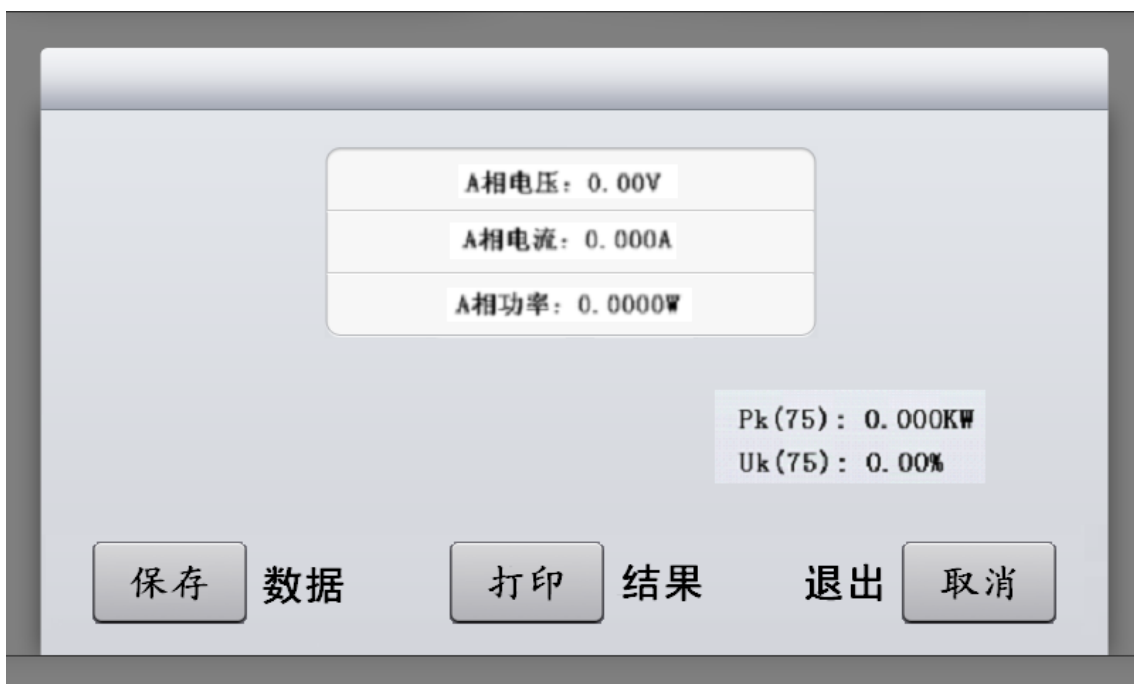 A相电压：0.00V
A相电流：0.000A
A相功率：0.0000W
Pk(75)：0.000KW
Uk(75)：0.00%
保存 数据 打印 结果 退出 取消